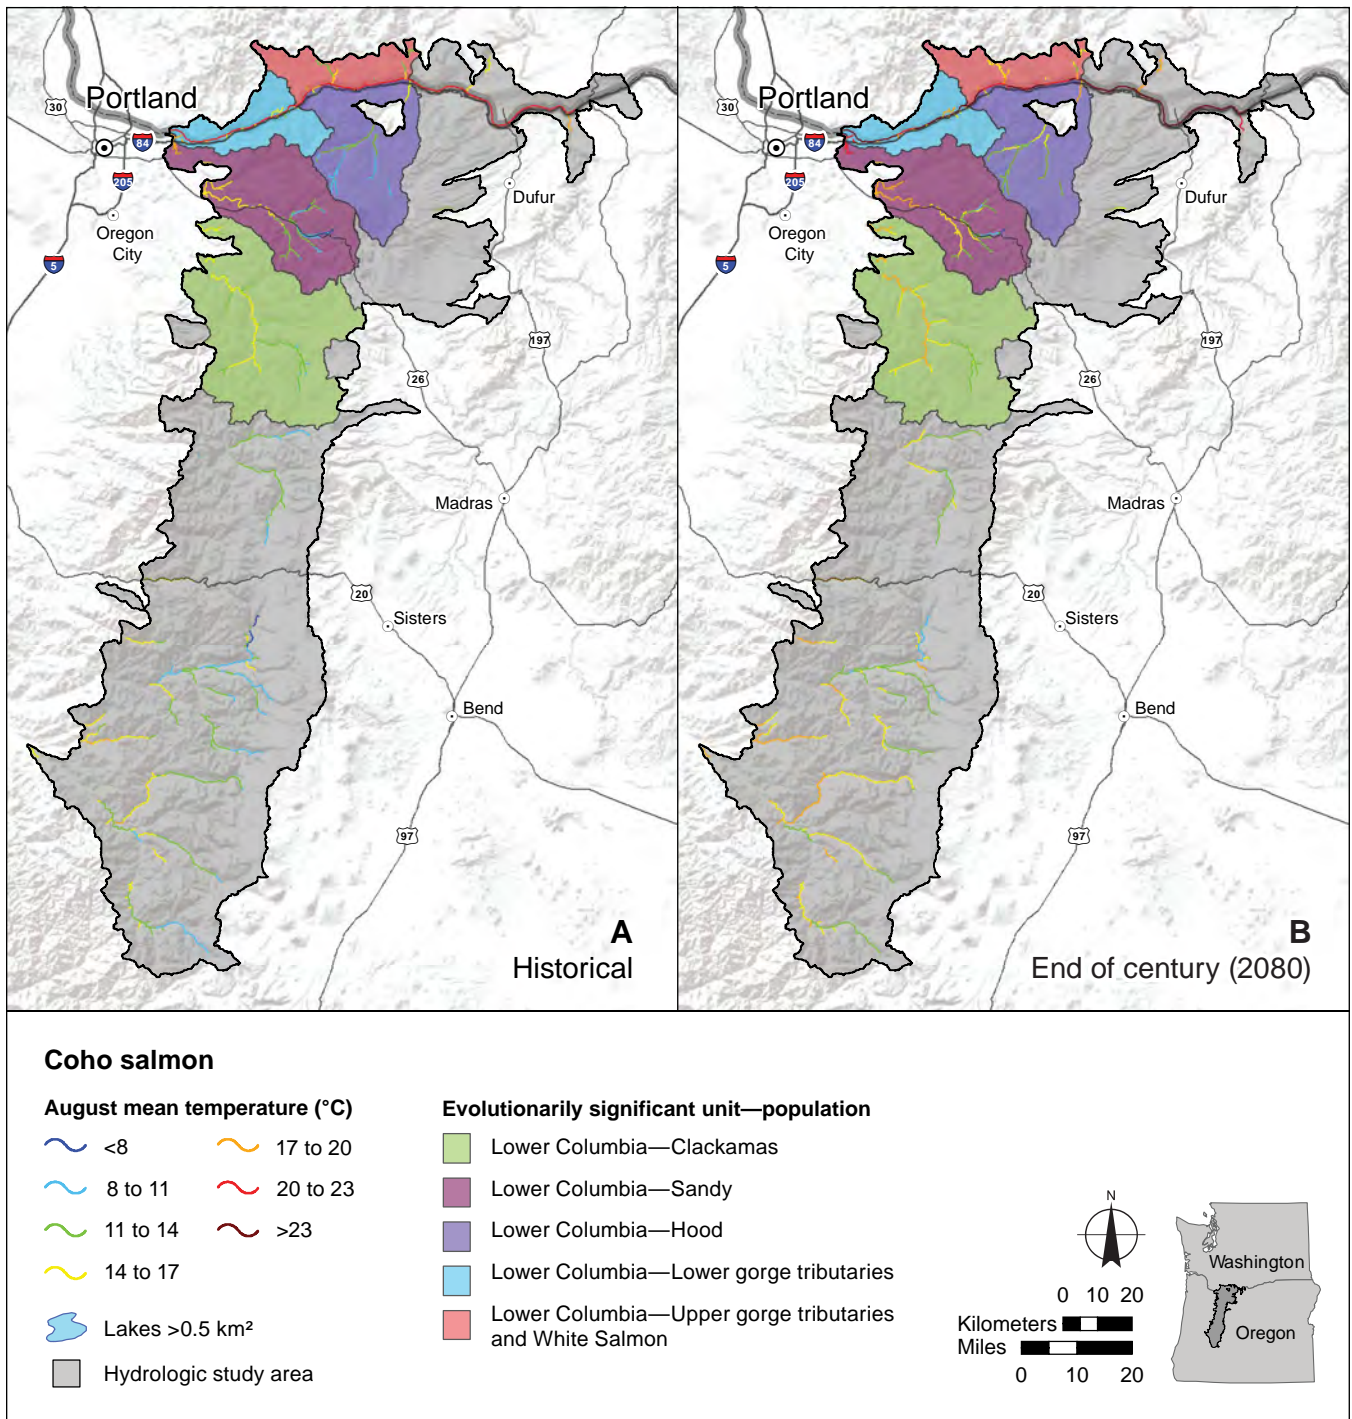 30
Portland
84
205
Oregon
City
5
Dufur
197
26
Madras
20
Sisters
Bend
97
A
Historical
30
Portland
84
205
Oregon
City
5
Dufur
197
26
Madras
20
Sisters
Bend
97
B
End of century (2080)
Coho salmon
August mean temperature (°C)
<8
8 to 11
11 to 14
14 to 17
17 to 20
20 to 23
>23
Lakes >0.5 km²
Hydrologic study area
Evolutionarily significant unit—population
Lower Columbia—Clackamas
Lower Columbia—Sandy
Lower Columbia—Hood
Lower Columbia—Lower gorge tributaries
Lower Columbia—Upper gorge tributaries
and White Salmon
N
0 10 20
Kilometers
Miles
0 10 20
Washington
Oregon